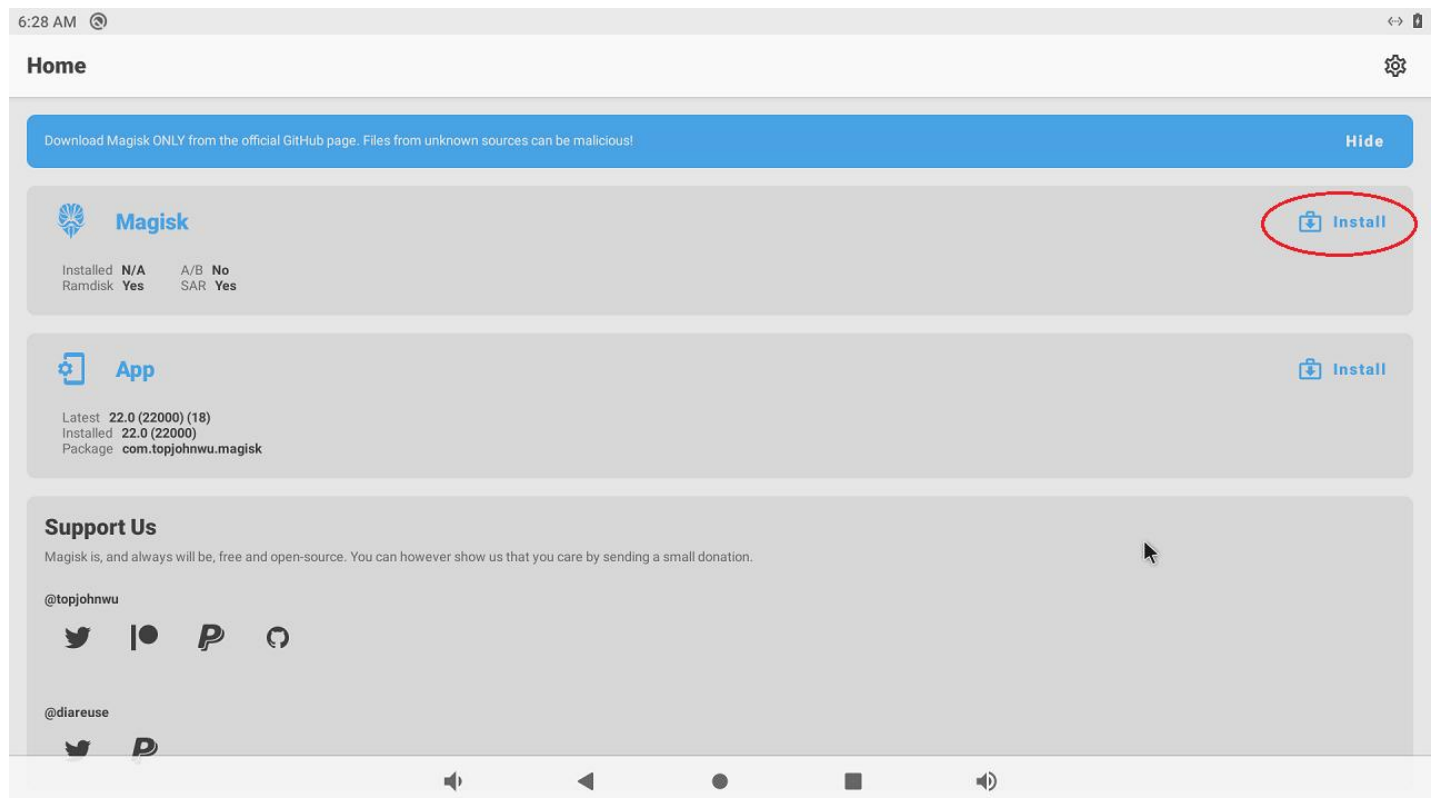 6:28 AM
Home
Download Magisk ONLY from the official GitHub page. Files from unknown sources can be malicious!
Hide
Magisk
Install
Installed N/A A/B No
Ramdisk Yes SAR Yes
App
Install
Latest 22.0 (22000) (18)
Installed 22.0 (22000)
Package com.topjohnwu.magisk
Support Us
Magisk is, and always will be, free and open-source. You can however show us that you care by sending a small donation.
@topjohnwu
@diareuse